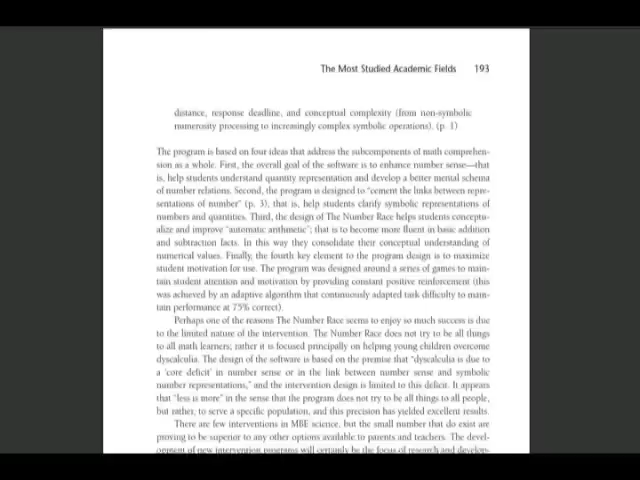 The Most Studied Academic Fields 193
distance, response deadline, and conceptual complexity (from non-symbolic
numerosity processing to increasingly complex symbolic operations). (p. 1)
The program is based on four ideas that address the subcomponents of math comprehen-
sion as a whole. First, the overall goal of the software is to enhance number sense—that
is, help students understand quantity representation and develop a better mental schema
of number relations. Second, the program is designed to “cement the links between repre-
sentations of number” (p. 3), that is, help students clarify symbolic representations of
numbers and quantities. Third, the design of The Number Race helps students conceptu-
alize and improve “automatic arithmetic”; that is to become more fluent in basic addition
and subtraction facts. In this way they consolidate their conceptual understanding of
numerical values. Finally, the fourth key element to the program design is to maximize
student motivation for use. The program was designed around a series of games to main-
tain student attention and motivation by providing constant positive reinforcement (this
was achieved by an adaptive algorithm that continuously adapted task difficulty to main-
tain performance at 75% correct).
Perhaps one of the reasons The Number Race seems to enjoy so much success is due
to the limited nature of the intervention. The Number Race does not try to be all things
to all math learners; rather it is focused principally on helping young children overcome
dyscalculia. The design of the software is based on the premise that “dyscalculia is due to
a ‘core deficit’ in number sense or in the link between number sense and symbolic
number representations,” and the intervention design is limited to this deficit. It appears
that “less is more” in the sense that the program does not try to be all things to all people,
but rather, to serve a specific population, and this precision has yielded excellent results.
There are few interventions in MBE science, but the small number that do exist are
proving to be superior to any other options available to parents and teachers. The devel-
opment of new intervention programs will certainly be the focus of research and develop-